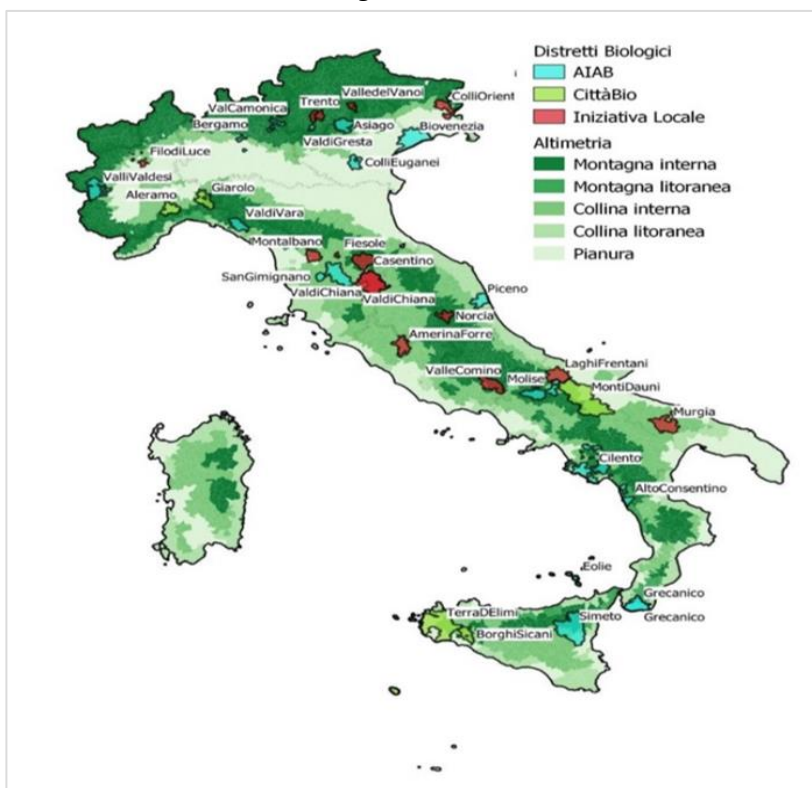 Distretti Biologici
AIAB
CittàBio
Iniziativa Locale
Altimetria
Montagna interna
Montagna litoranea
Collina interna
Collina litoranea
Pianura
ValledelVanoi
ColliOrient
ValCamonica
Trento
Bergamo
Asiago
Biovenezia
ValdiGresta
FilodiLuce
ColliEuganei
ValliValdesi
Giarolo
Aleramo
ValdiVara
Montalbano
Fiesole
Casentino
SanGimignano
Piceno
ValdiChiana
ValdiChiana
Norcia
AmerinaForre
LaghiFrentani
ValleComino
Molise
MontiDauni
Murgia
Cilento
AltoConsentino
Eolie
Grecanico
TerraDElimi
Simeto
Grecanico
BorghiSicani